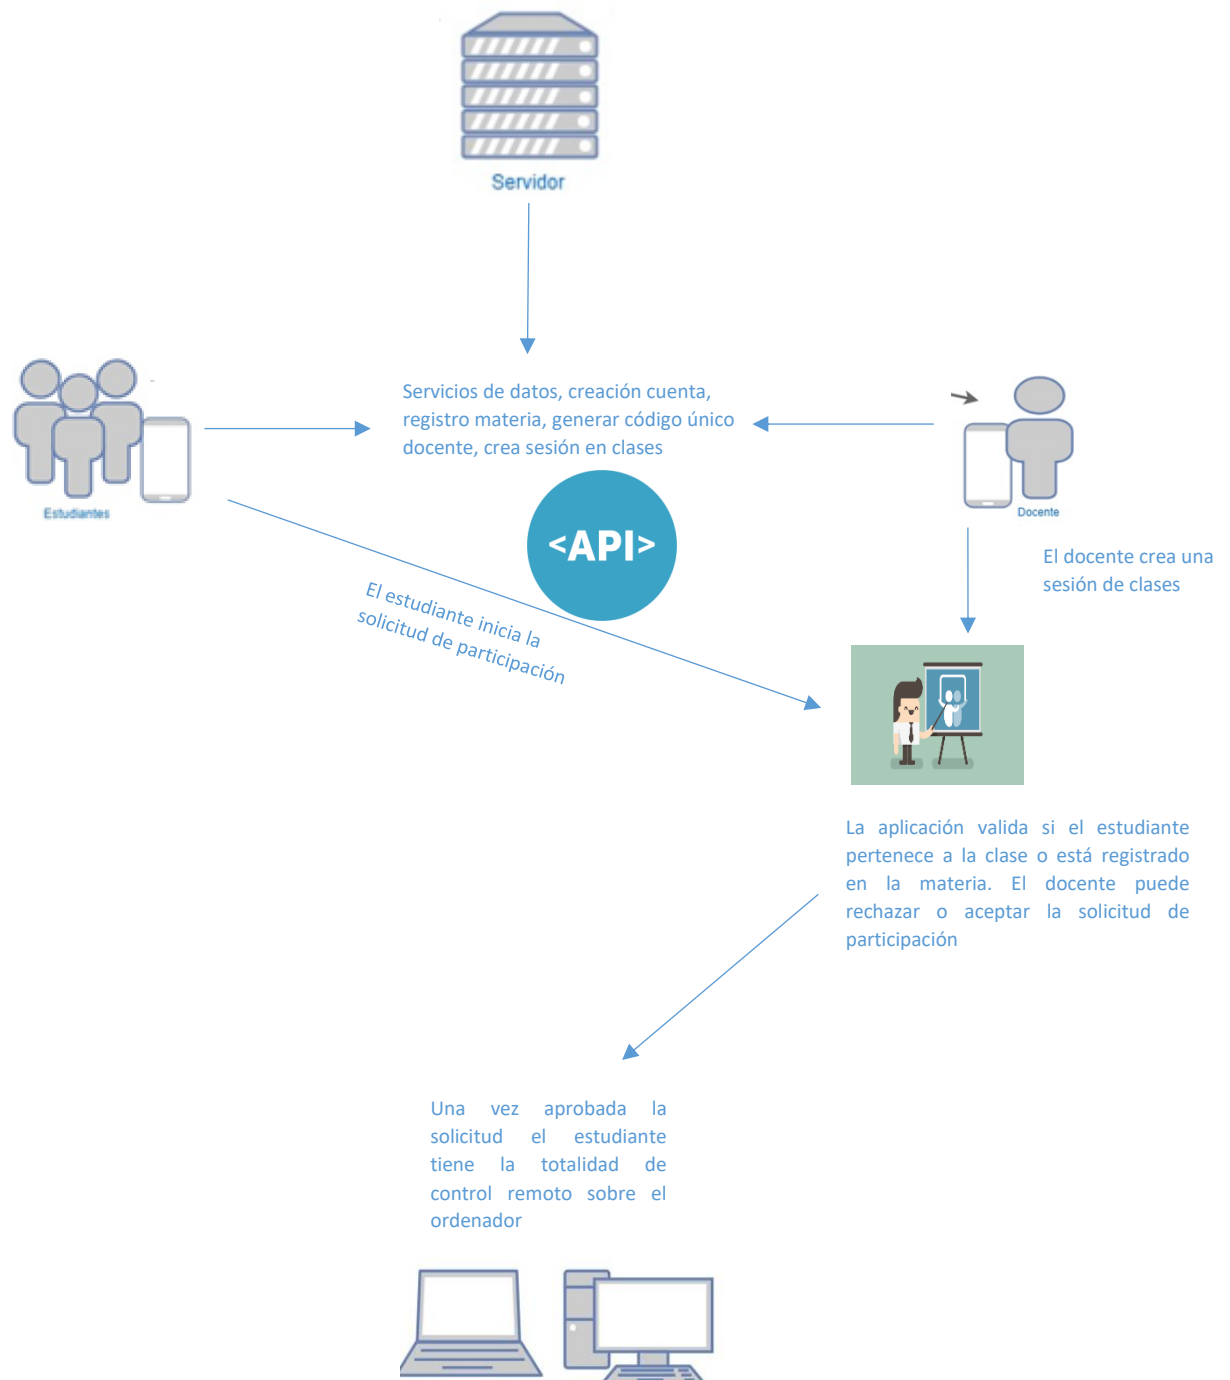 Servidor
Servicios de datos, creación cuenta,
registro materia, generar código único
docente, crea sesión en clases
Estudiantes
Docente
<API>
El docente crea una
sesión de clases
El estudiante inicia la
solicitud de participación
La aplicación valida si el estudiante
pertenece a la clase o está registrado
en la materia. El docente puede
rechazar o aceptar la solicitud de
participación
Una vez aprobada la
solicitud el estudiante
tiene la totalidad de
control remoto sobre el
ordenador